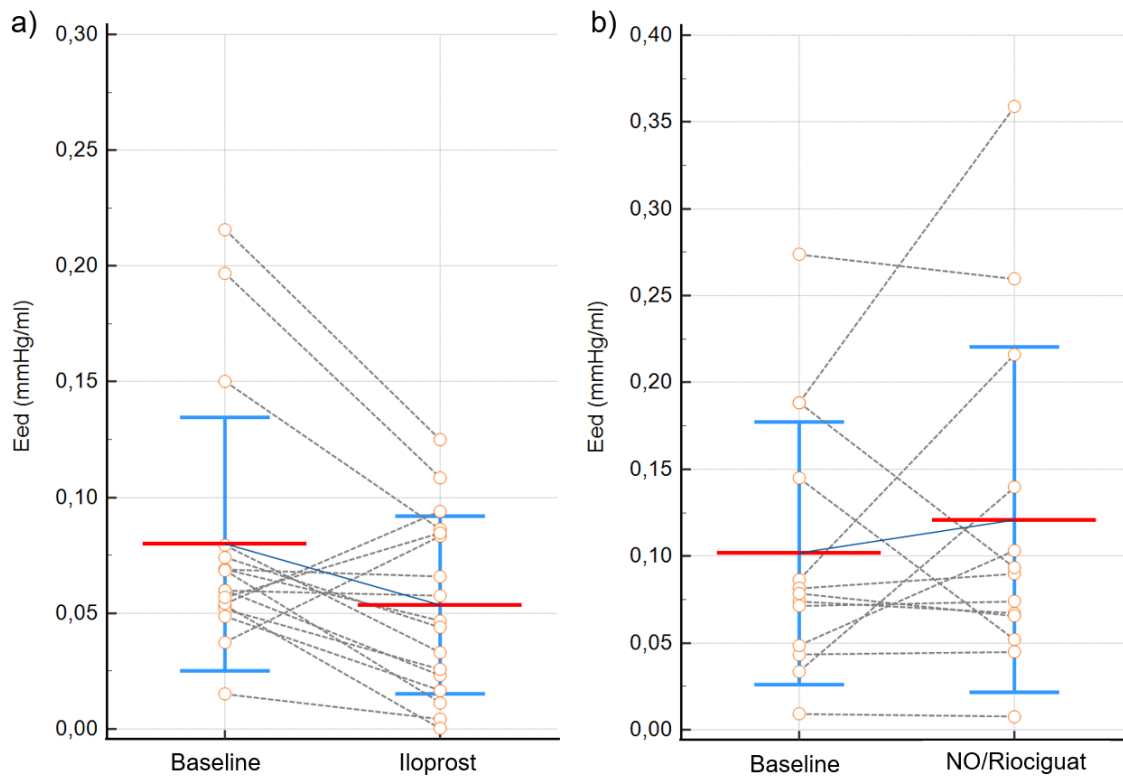 a)
Eed (mmHg/ml)
0,30
0,25
0,20
0,15
0,10
0,05
0,00
Baseline
Iloprost
b)
Eed (mmHg/ml)
0,40
0,35
0,30
0,25
0,20
0,15
0,10
0,05
0,00
Baseline
NO/Riociguat